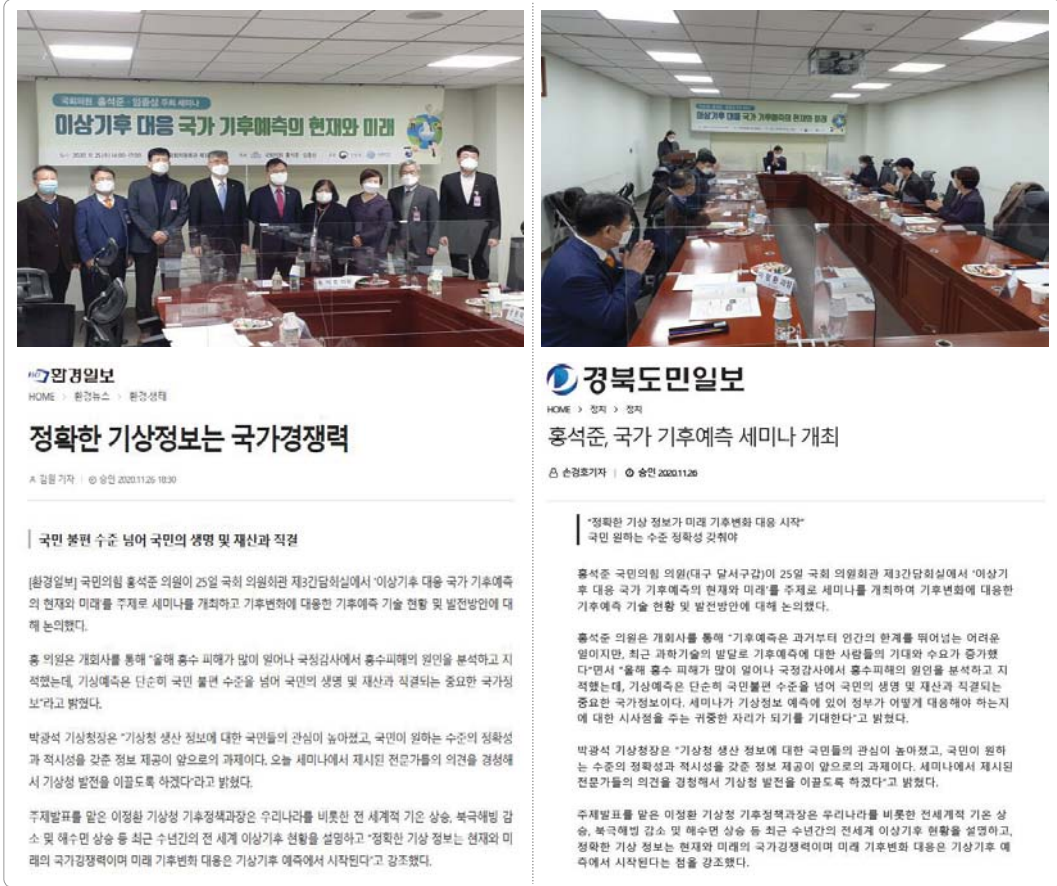 국회의원 홍석준 · 임종성 주최 세미나
이상기후 대응 국가 기후예측의 현재와 미래
이상기후 대응 국가 기후예측의 현재와 미래
환경일보
HOME > 환경뉴스 > 환경·생태
정확한 기상정보는 국가경쟁력
김원 기자 | 승인 2020.11.26 18:30
국민 불편 수준 넘어 국민의 생명 및 재산과 직결
[환경일보] 국민의힘 홍석준 의원이 25일 국회 의원회관 제3간담회실에서 ‘이상기후 대응 국가 기후예측
의 현재와 미래’를 주제로 세미나를 개최하고 기후변화에 대응한 기후예측 기술 현황 및 발전방안에 대
해 논의했다.
홍 의원은 개회사를 통해 “올해 홍수 피해가 많이 일어나 국정감사에서 홍수피해의 원인을 분석하고 지
적했는데, 기상예측은 단순히 국민 불편 수준을 넘어 국민의 생명 및 재산과 직결되는 중요한 국가정
보”라고 밝혔다.
박광석 기상청장은 “기상청 생산 정보에 대한 국민들의 관심이 높아졌고, 국민이 원하는 수준의 정확성
과 적시성을 갖춘 정보 제공이 앞으로의 과제이다. 오늘 세미나에서 제시된 전문가들의 의견을 경청해
서 기상청 발전을 이끌도록 하겠다”라고 밝혔다.
주제발표를 맡은 이정환 기상청 기후정책과장은 우리나라를 비롯한 전 세계적 기온 상승, 북극해빙 감
소 및 해수면 상승 등 최근 수년간의 전 세계 이상기후 현황을 설명하고 “정확한 기상 정보는 현재와 미
래의 국가경쟁력이며 미래 기후변화 대응은 기상기후 예측에서 시작된다”고 강조했다.
경북도민일보
HOME > 정치 > 정치
홍석준, 국가 기후예측 세미나 개최
손경호기자 | 승인 2020.11.26
“정확한 기상 정보가 미래 기후변화 대응 시작”
국민 원하는 수준 정확성 갖춰야
홍석준 국민의힘 의원(대구 달서구갑)이 25일 국회 의원회관 제3간담회실에서 ‘이상기
후 대응 국가 기후예측의 현재와 미래’를 주제로 세미나를 개최하여 기후변화에 대응한
기후예측 기술 현황 및 발전방안에 대해 논의했다.
홍석준 의원은 개회사를 통해 “기후예측은 과거부터 인간의 한계를 뛰어넘는 어려운
일이지만, 최근 과학기술의 발달로 기후예측에 대한 사람들의 기대와 수요가 증가했
다”면서 “올해 홍수 피해가 많이 일어나 국정감사에서 홍수피해의 원인을 분석하고 지
적했는데, 기상예측은 단순히 국민불편 수준을 넘어 국민의 생명 및 재산과 직결되는
중요한 국가정보이다. 세미나가 기상정보 예측에 있어 정부가 어떻게 대응해야 하는지
에 대한 시사점을 주는 귀중한 자리가 되기를 기대한다”고 밝혔다.
박광석 기상청장은 “기상청 생산 정보에 대한 국민들의 관심이 높아졌고, 국민이 원하
는 수준의 정확성과 적시성을 갖춘 정보 제공이 앞으로의 과제이다. 세미나에서 제시된
전문가들의 의견을 경청해서 기상청 발전을 이끌도록 하겠다”고 밝혔다.
주제발표를 맡은 이정환 기상청 기후정책과장은 우리나라를 비롯한 전세계적 기온 상
승, 북극해빙 감소 및 해수면 상승 등 최근 수년간의 전세계 이상기후 현황을 설명하고,
정확한 기상 정보는 현재와 미래의 국가경쟁력이며 미래 기후변화 대응은 기상기후 예
측에서 시작된다는 점을 강조했다.